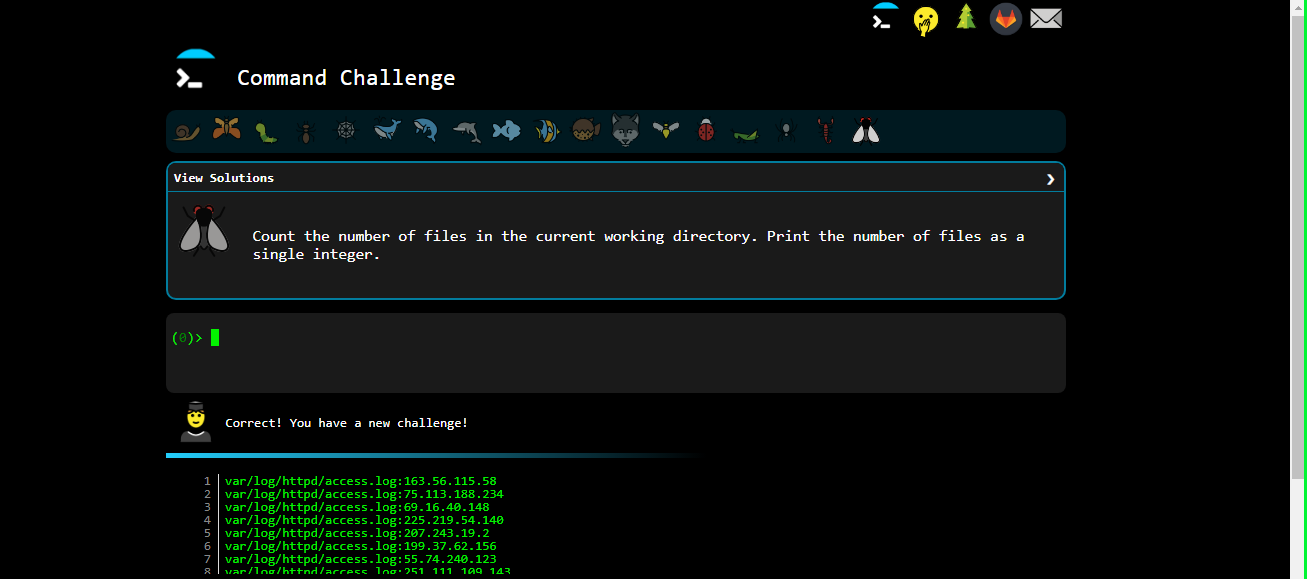 Command Challenge
View Solutions
Count the number of files in the current working directory. Print the number of files as a
single integer.
(0)>
Correct! You have a new challenge!
1 var/log/httpd/access.log:163.56.115.58
2 var/log/httpd/access.log:75.113.188.234
3 var/log/httpd/access.log:69.16.40.148
4 var/log/httpd/access.log:225.219.54.140
5 var/log/httpd/access.log:207.243.19.2
6 var/log/httpd/access.log:199.37.62.156
7 var/log/httpd/access.log:55.74.240.123
8 var/log/httpd/access.log:251.111.109.143